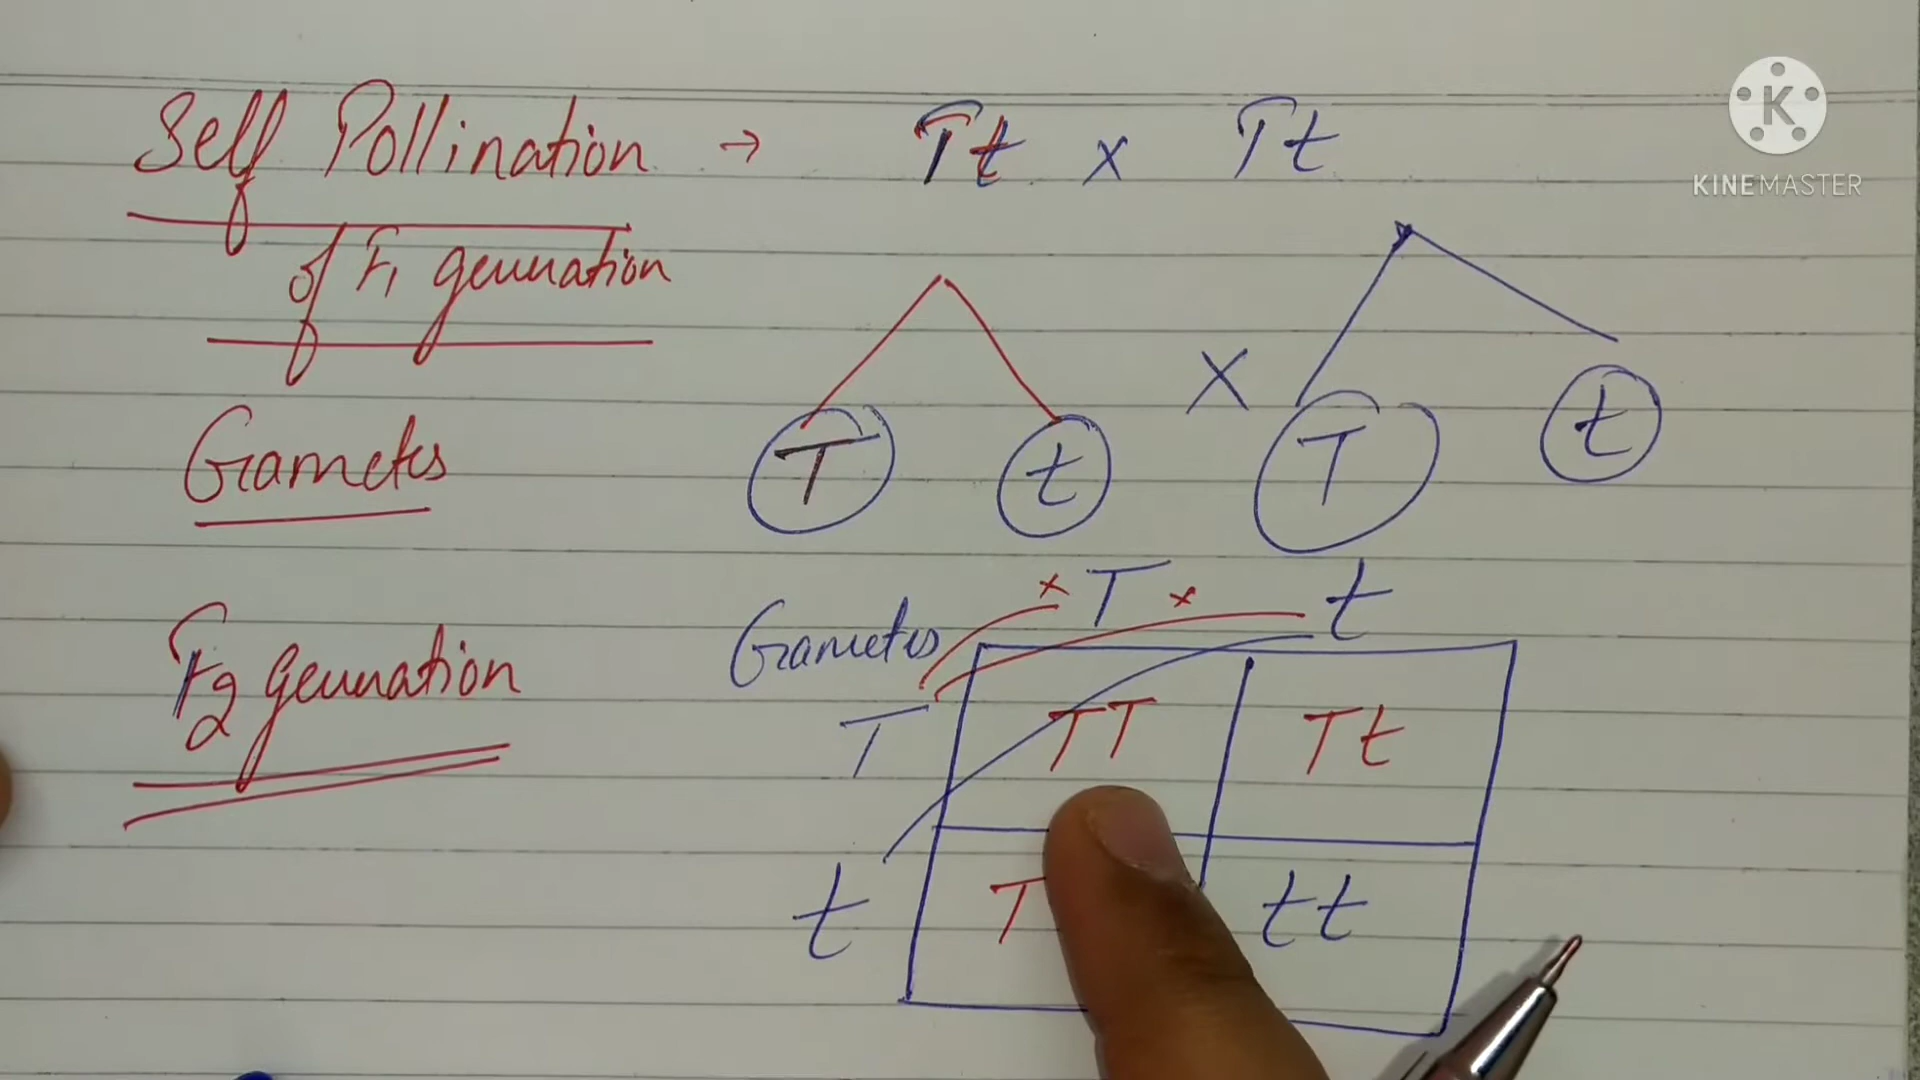 Self Pollination → Tt x Tt
of F1 generation
Gametes T t X T t
x T x t
Gametes
F2 generation
T TT Tt
t T tt
K
KINEMASTER